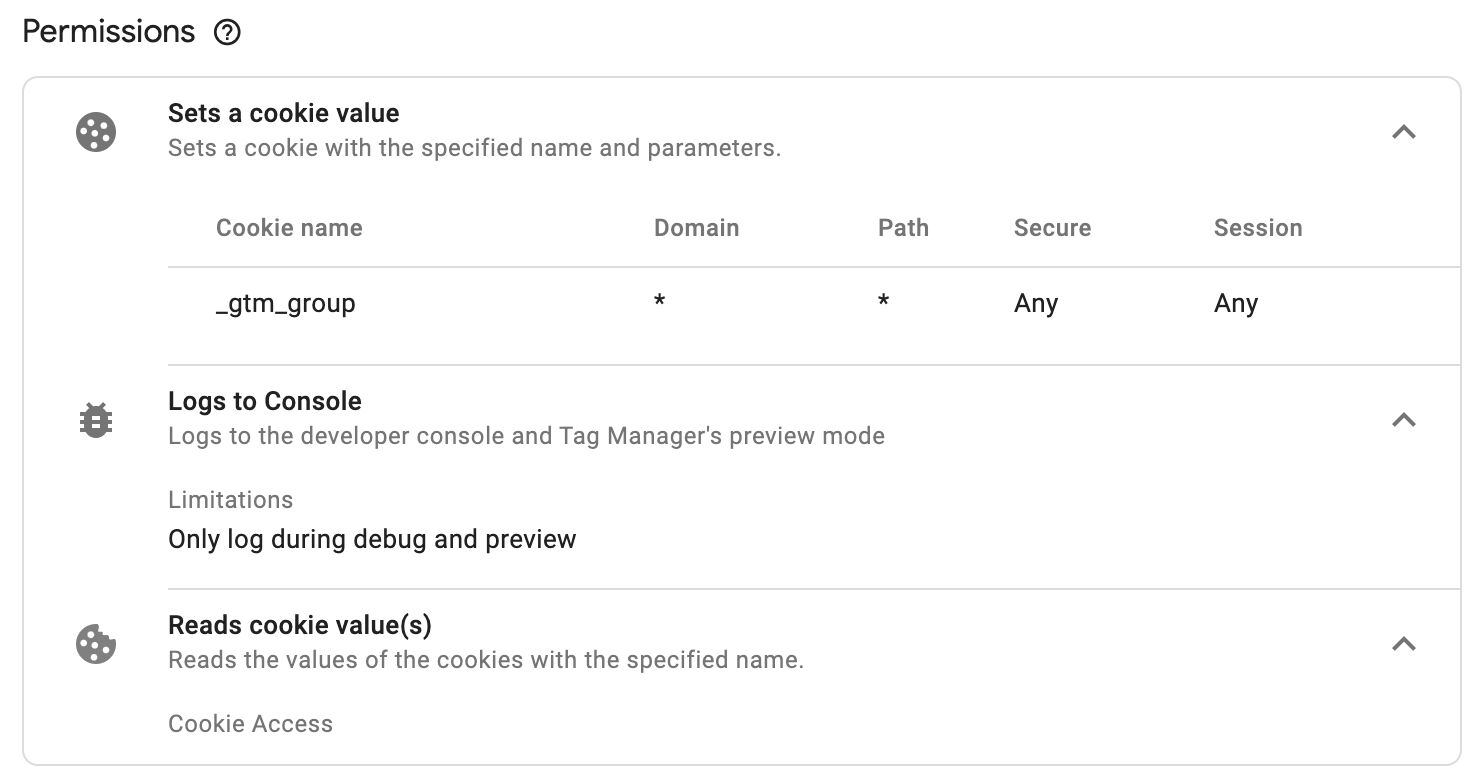 Permissions
Sets a cookie value
Sets a cookie with the specified name and parameters.
Cookie name Domain Path Secure Session
_gtm_group * * Any Any
Logs to Console
Logs to the developer console and Tag Manager's preview mode
Limitations
Only log during debug and preview
Reads cookie value(s)
Reads the values of the cookies with the specified name.
Cookie Access